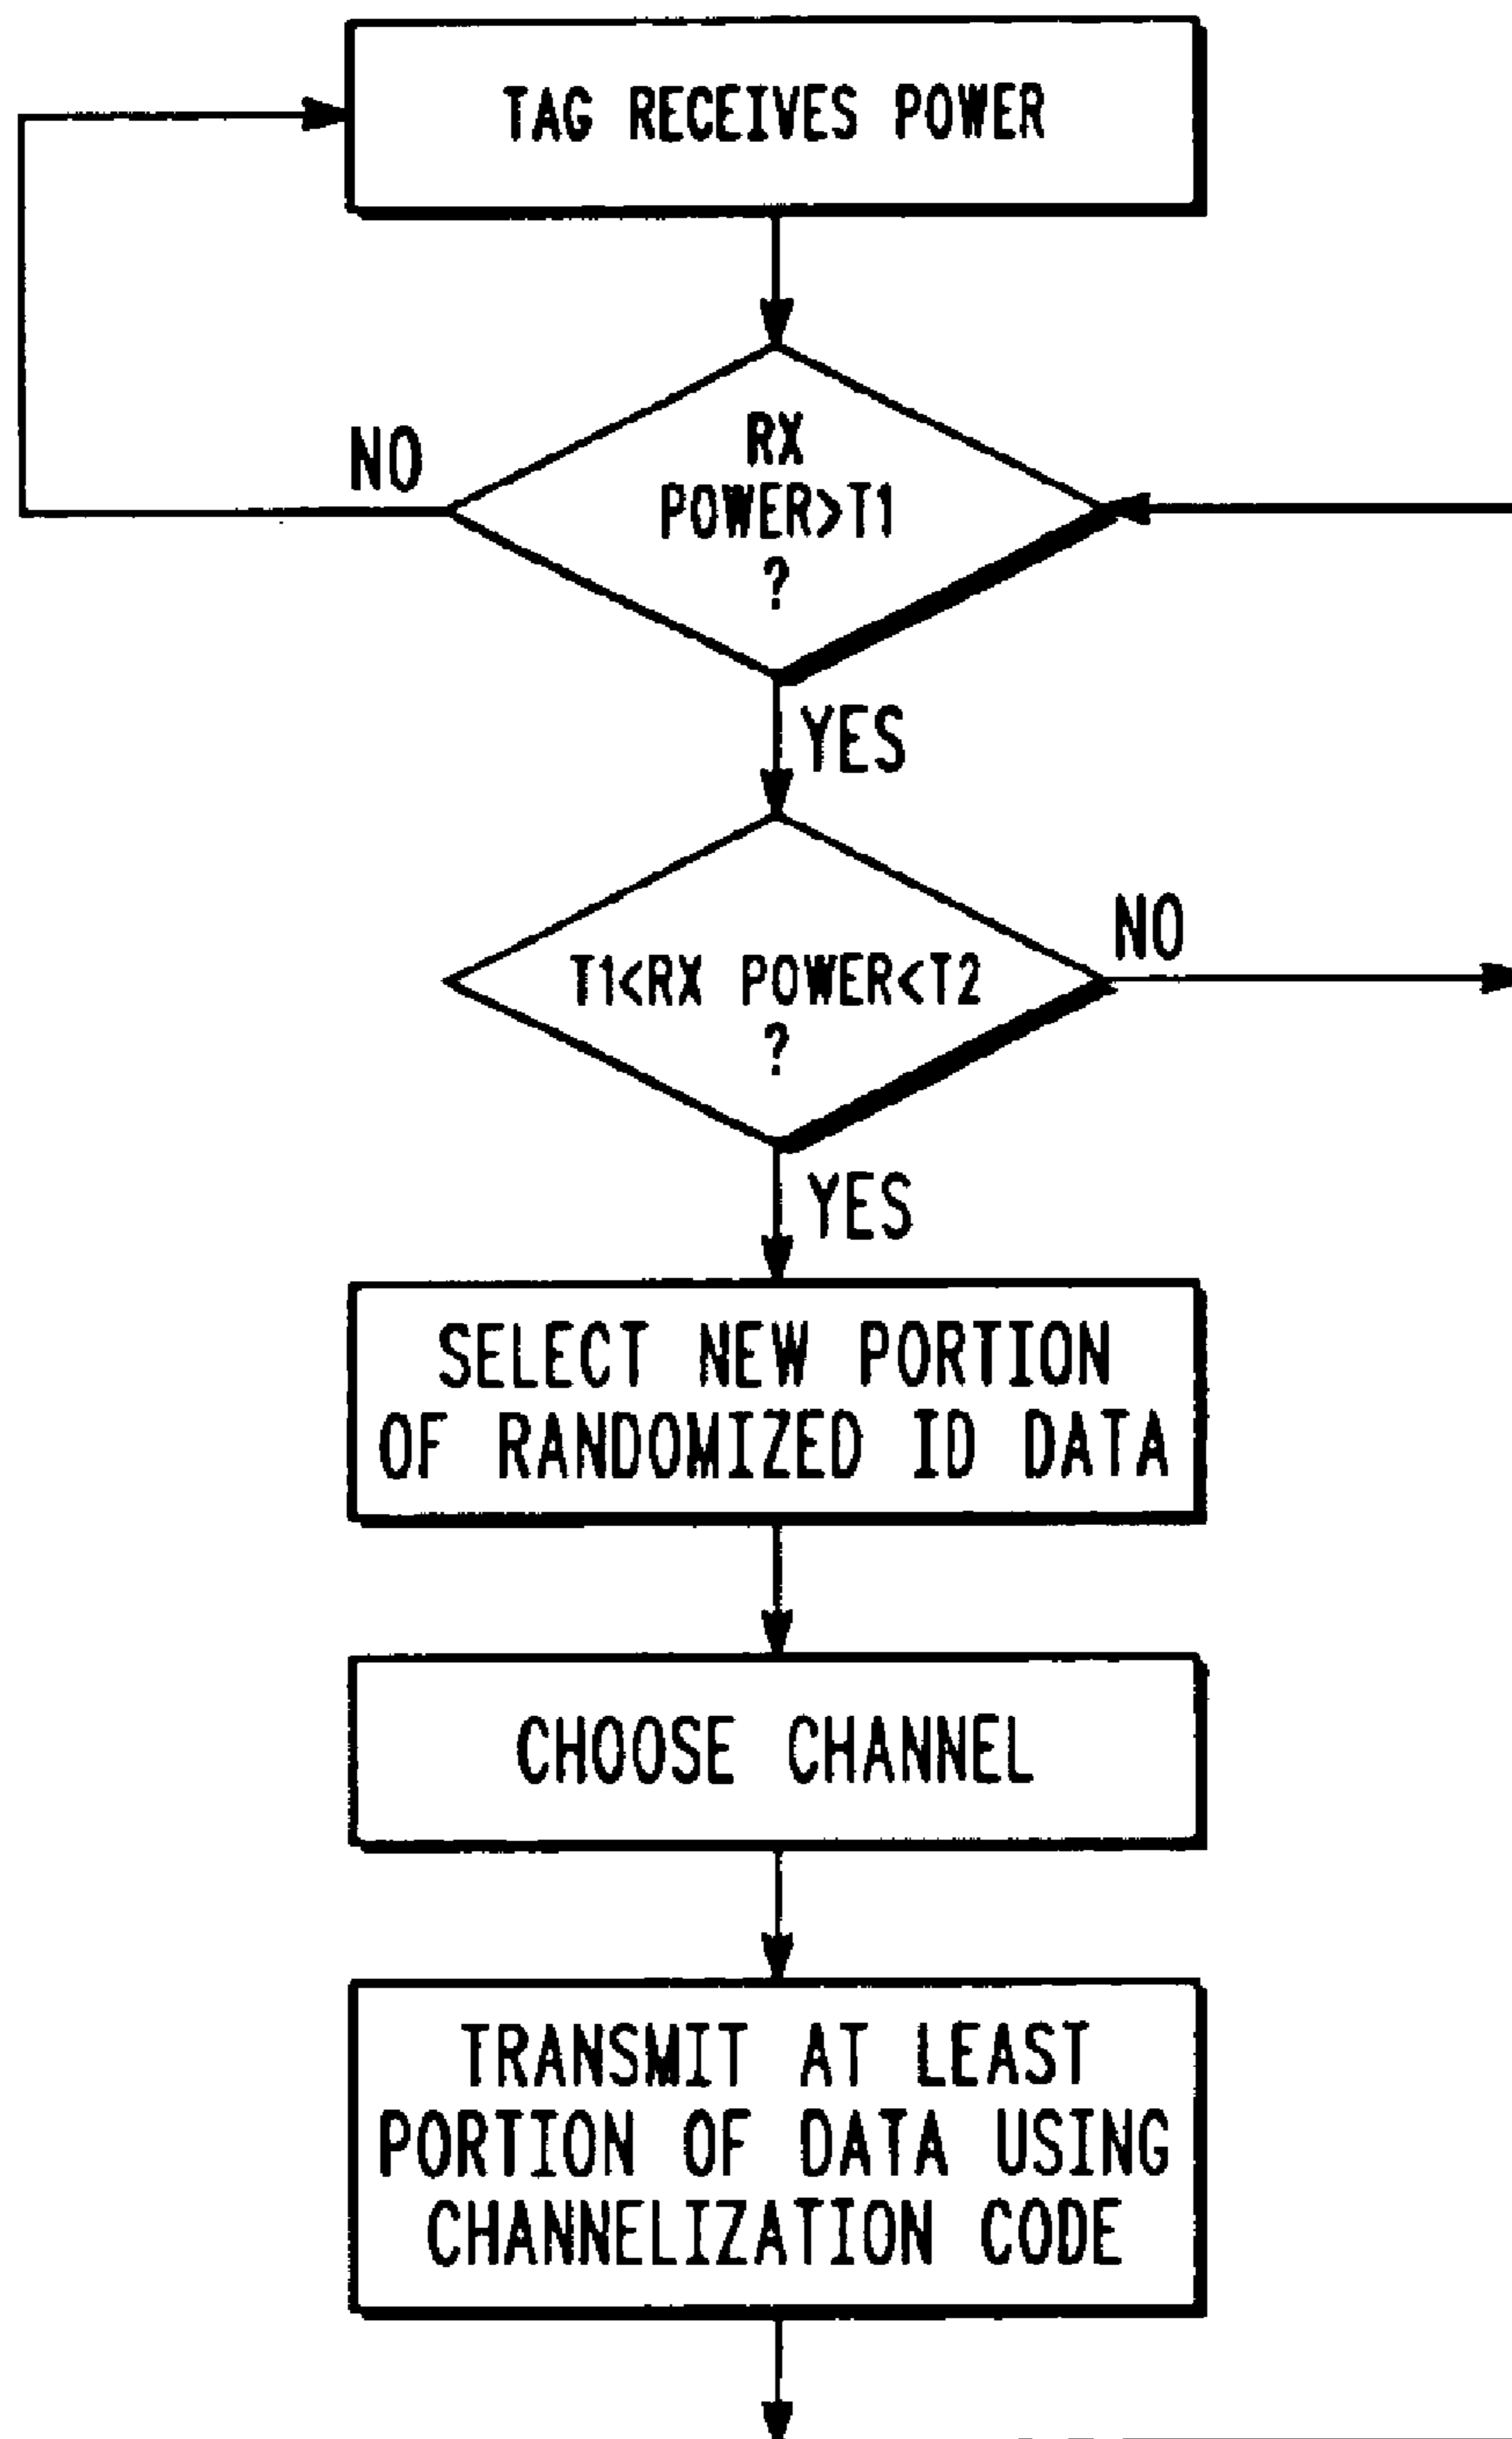 TAG RECEIVES POWER
RX
POWER>T1
?
NO
YES
T1<RX POWER<T2
?
NO
YES
SELECT NEW PORTION
OF RANDOMIZED ID DATA
CHOOSE CHANNEL
TRANSMIT AT LEAST
PORTION OF DATA USING
CHANNELIZATION CODE